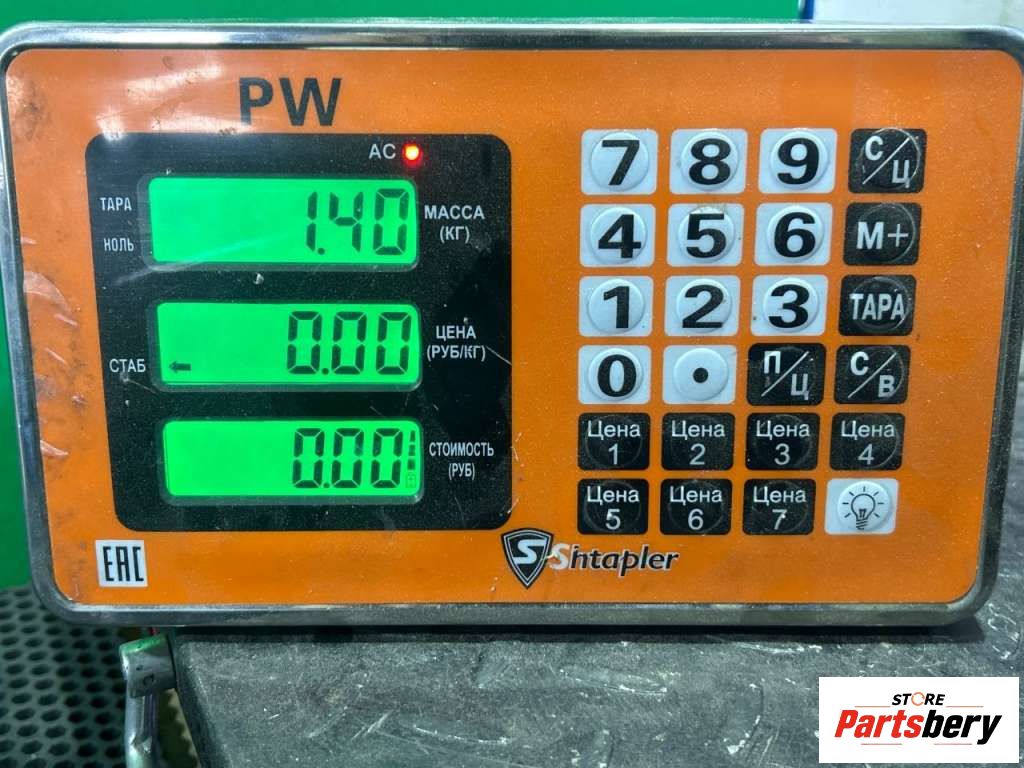 PW
AC
ТАРА
НОЛЬ
1.40
МАССА
(КГ)
СТАБ
0.00
ЦЕНА
(РУБ/КГ)
0.00
СТОИМОСТЬ
(РУБ)
7 8 9 С/Ц
4 5 6 М+
1 2 3 ТАРА
0 . П/Ц С/В
Цена 1 Цена 2 Цена 3 Цена 4
Цена 5 Цена 6 Цена 7
EAC
S Shtapler
STORE
Partsbery